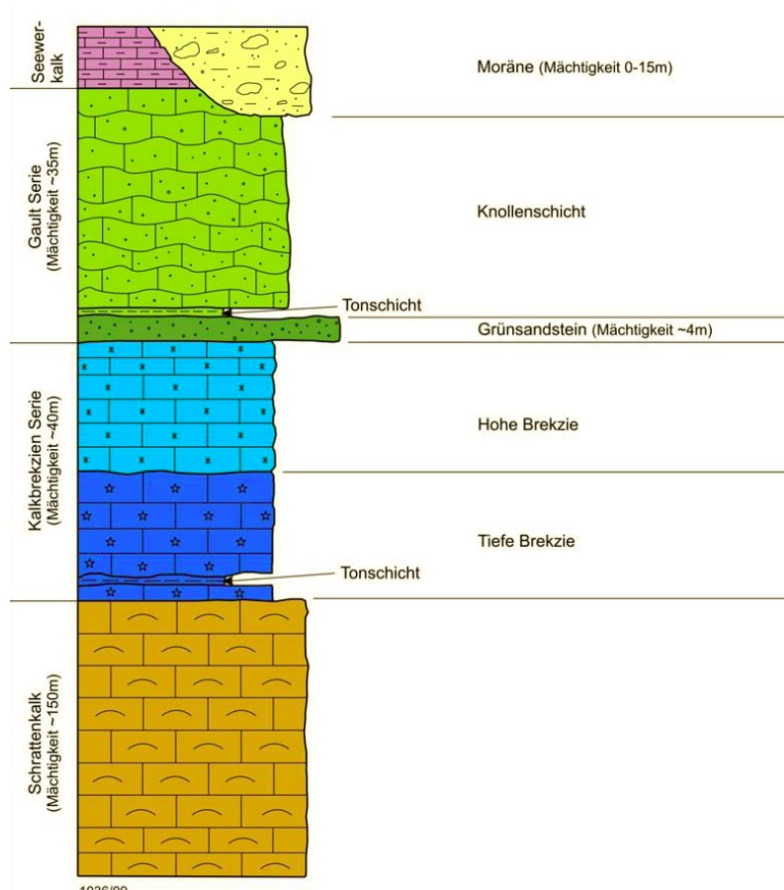 Seewer-
kalk
Moräne (Mächtigkeit 0-15m)
Gault Serie
(Mächtigkeit ~35m)
Knollenschicht
Tonschicht
Grünsandstein (Mächtigkeit ~4m)
Kalkbrekzien Serie
(Mächtigkeit ~40m)
Hohe Brekzie
Tiefe Brekzie
Tonschicht
Schrattenkalk
(Mächtigkeit ~150m)